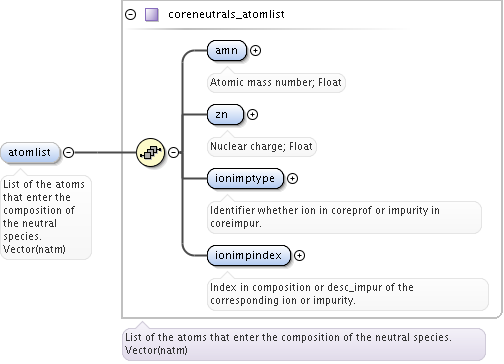 coreneutrals_atomlist
amn
Atomic mass number; Float
zn
Nuclear charge; Float
atomlist
List of the atoms
that enter the
composition of
the neutral
species.
Vector(natm)
ionimptype
Identifier whether ion in coreprof or impurity in
coreimpur.
ionimpindex
Index in composition or desc_impur of the
corresponding ion or impurity.
List of the atoms that enter the composition of the neutral species.
Vector(natm)